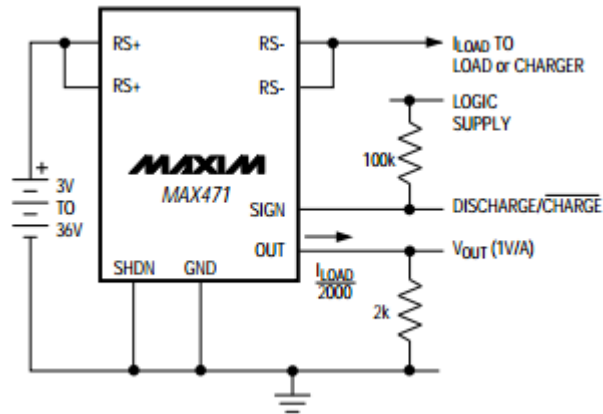 RS+
RS-
I LOAD TO
LOAD or CHARGER
RS+
RS-
LOGIC
SUPPLY
100k
MAXIM
MAX471
+
3V
TO
36V
SIGN
DISCHARGE/CHARGE
OUT
VOUT (1V/A)
SHDN
GND
ILOAD
2000
2k